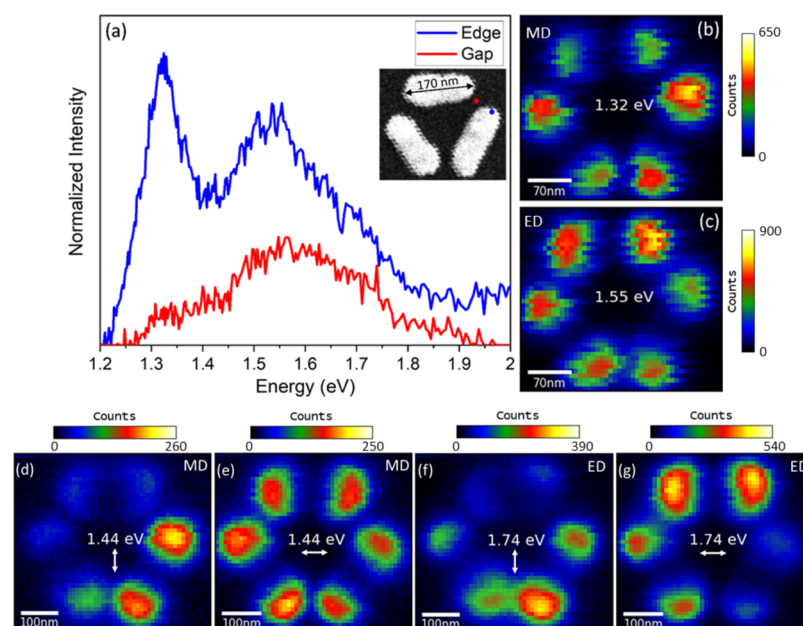 (a)
Edge
Gap
170 nm
Normalized Intensity
1.2 1.3 1.4 1.5 1.6 1.7 1.8 1.9 2
Energy (eV)
MD (b)
1.32 eV
70nm
650
Counts
0
ED (c)
1.55 eV
70nm
900
Counts
0
Counts
0 260
(d) MD
1.44 eV
100nm
Counts
0 250
(e) MD
1.44 eV
100nm
Counts
0 390
(f) ED
1.74 eV
100nm
Counts
0 540
(g) ED
1.74 eV
100nm